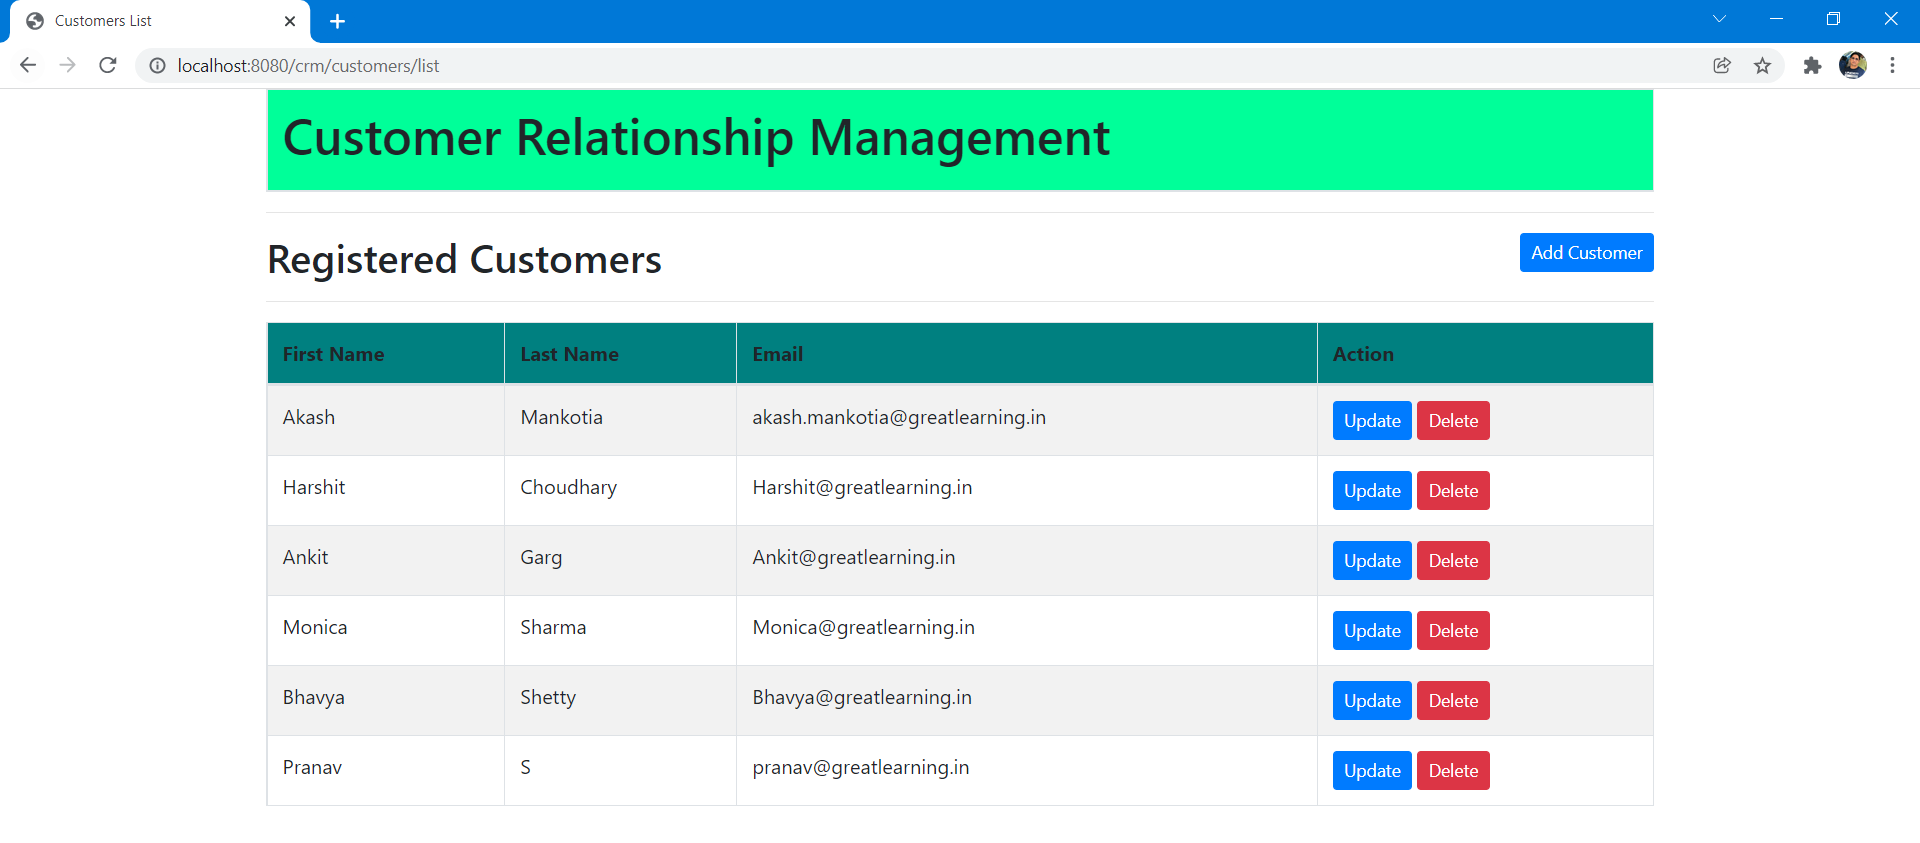 Customers List
localhost:8080/crm/customers/list
Customer Relationship Management
Registered Customers
Add Customer
First Name Last Name Email Action
Akash Mankotia akash.mankotia@greatlearning.in Update Delete
Harshit Choudhary Harshit@greatlearning.in Update Delete
Ankit Garg Ankit@greatlearning.in Update Delete
Monica Sharma Monica@greatlearning.in Update Delete
Bhavya Shetty Bhavya@greatlearning.in Update Delete
Pranav S pranav@greatlearning.in Update Delete